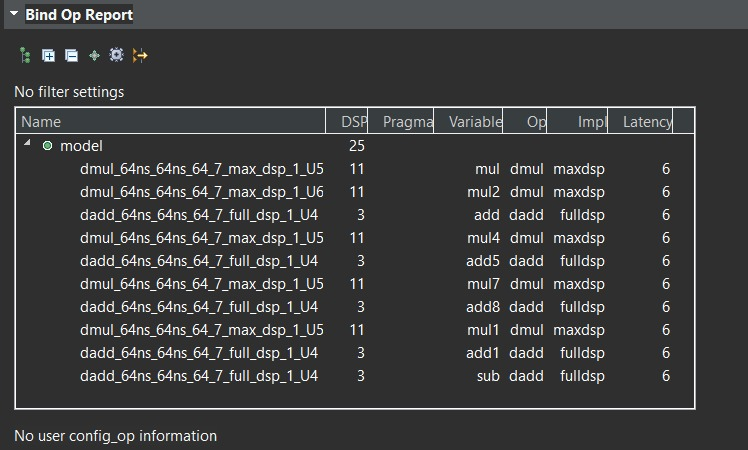 Bind Op Report
No filter settings
Name DSP Pragma Variable Op Impl Latency
model 25
dmul_64ns_64ns_64_7_max_dsp_1_U5 11 mul dmul maxdsp 6
dmul_64ns_64ns_64_7_max_dsp_1_U6 11 mul2 dmul maxdsp 6
dadd_64ns_64ns_64_7_full_dsp_1_U4 3 add dadd fulldsp 6
dmul_64ns_64ns_64_7_max_dsp_1_U5 11 mul4 dmul maxdsp 6
dadd_64ns_64ns_64_7_full_dsp_1_U4 3 add5 dadd fulldsp 6
dmul_64ns_64ns_64_7_max_dsp_1_U5 11 mul7 dmul maxdsp 6
dadd_64ns_64ns_64_7_full_dsp_1_U4 3 add8 dadd fulldsp 6
dmul_64ns_64ns_64_7_max_dsp_1_U5 11 mul1 dmul maxdsp 6
dadd_64ns_64ns_64_7_full_dsp_1_U4 3 add1 dadd fulldsp 6
dadd_64ns_64ns_64_7_full_dsp_1_U4 3 sub dadd fulldsp 6
No user config_op information